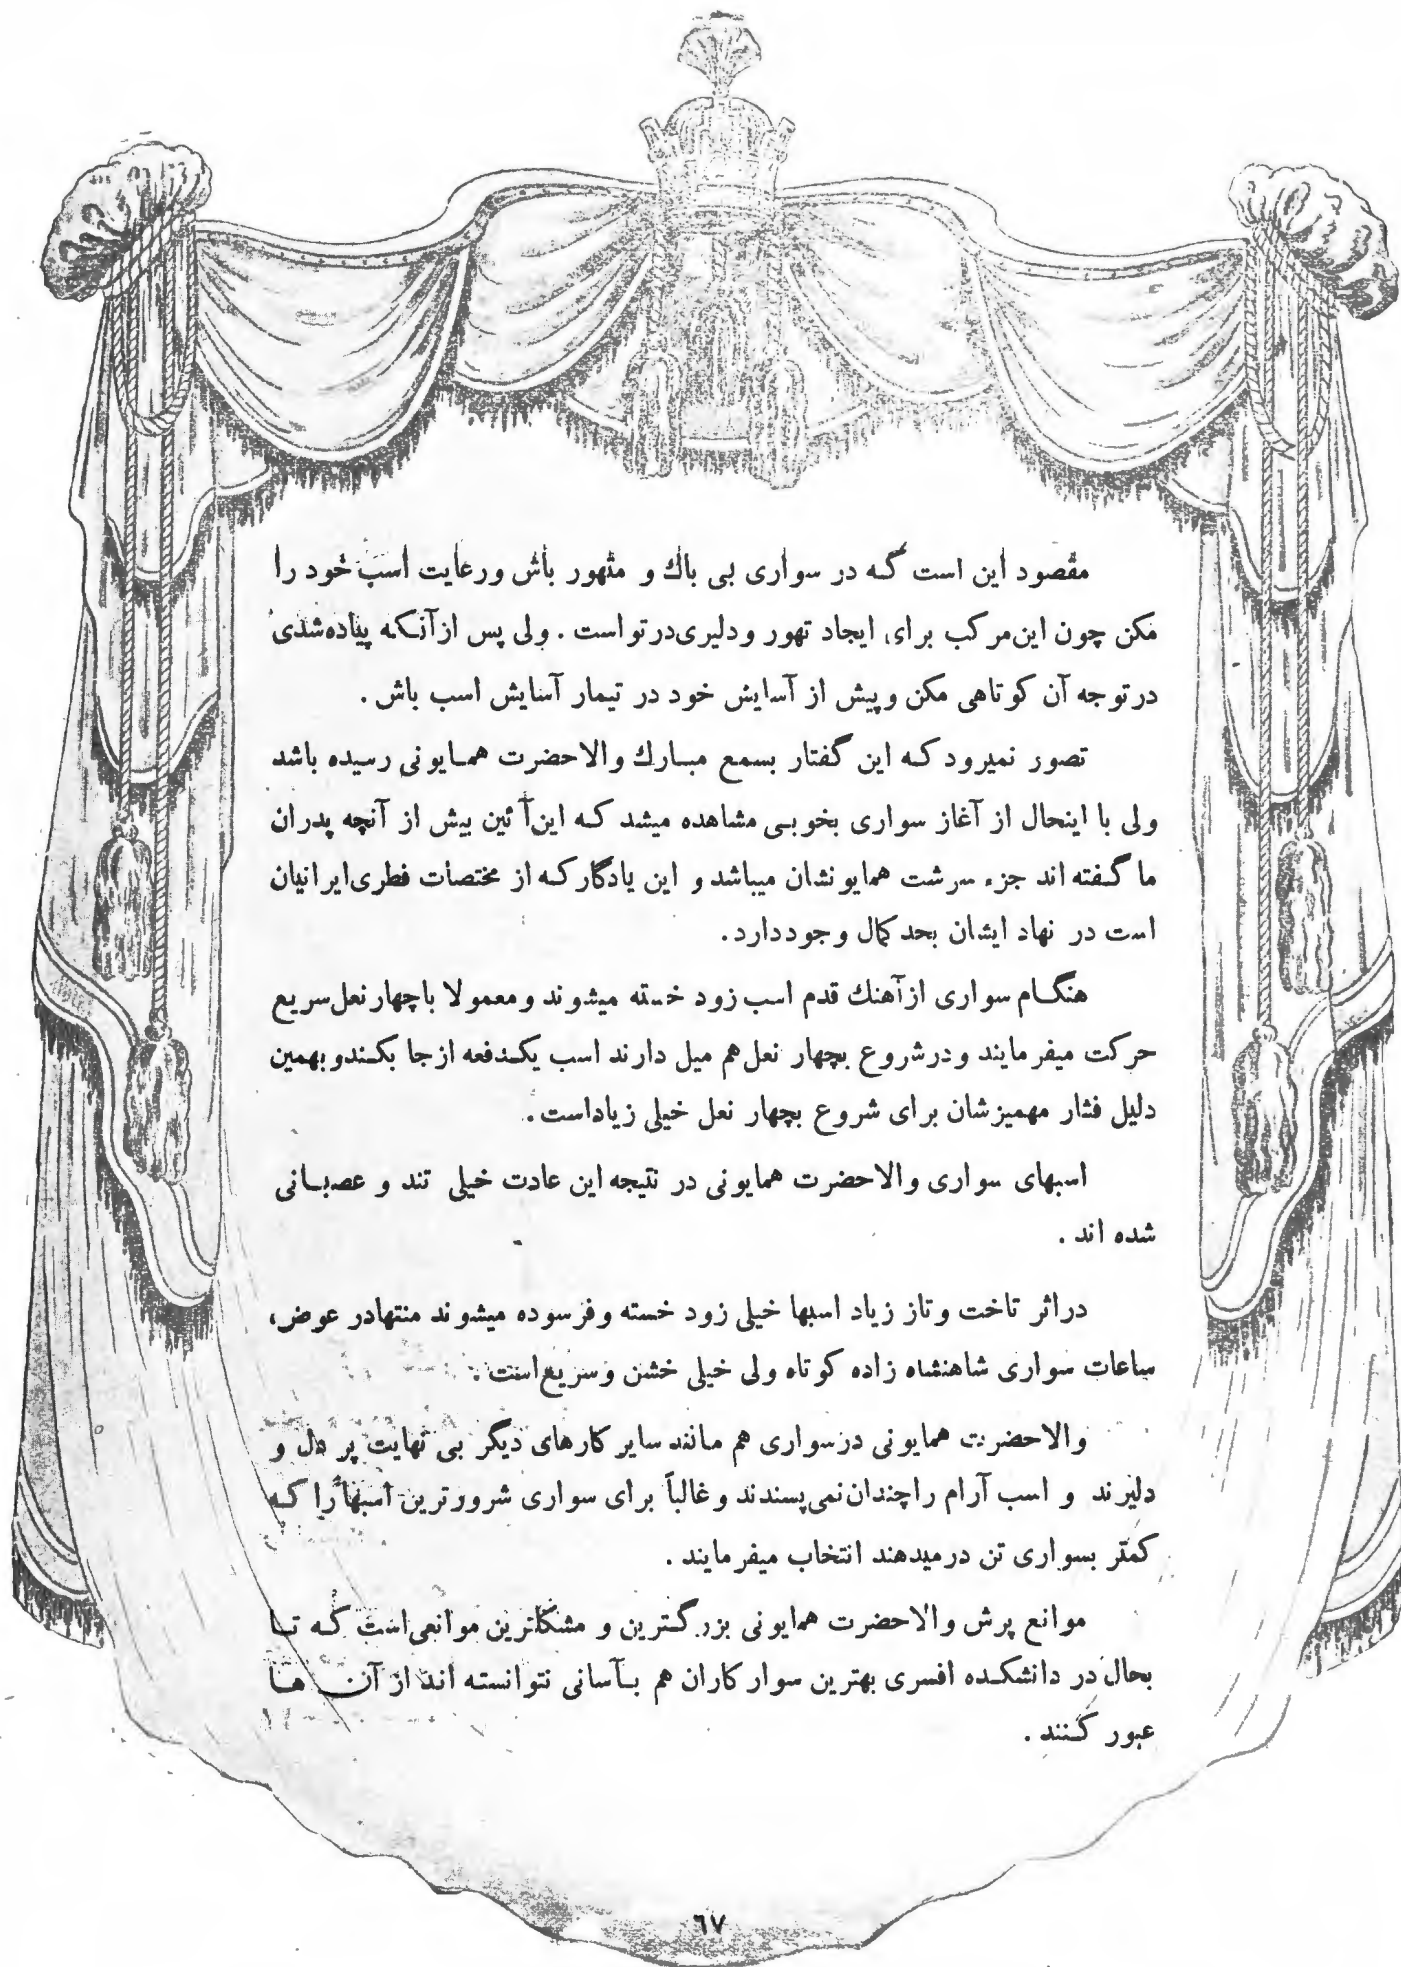 مقصود این است که در سواری بی باك و متهور باش ورعایت اسب خود را
مکن چون این مرکب برای ایجاد تهور و دلیری درتو است . ولی پس ازآنکه پیاده شدی
درتوجه آن کوتاهی مکن وپیش از آسایش خود در تیمار آسایش اسب باش .
تصور نمیرود که این گفتار بسمع مبارك والاحضرت همایونی رسیده باشد
ولی با اینحال از آغاز سواری بخوبی مشاهده میشد که این آئین بیش از آنچه پدران
ما گفته اند جزء سرشت همایونشان میباشد و این یادگار که از مختصات فطری ایرانیان
است در نهاد ایشان بحد کمال وجود دارد .
هنگام سواری ازآهنك قدم اسب زود خسته میشوند ومعمولا باچهارنعل سریع
حرکت میفرمایند ودرشروع بچهار نعل هم میل دارند اسب یکدفعه ازجا بکند و بهمین
دلیل فشار مهمیزشان برای شروع بچهار نعل خیلی زیاداست .
اسبهای سواری والاحضرت همایونی در نتیجه این عادت خیلی تند و عصبانی
شده اند .
دراثر تاخت وتاز زیاد اسبها خیلی زود خسته وفرسوده میشوند منتهادر عوض،
ساعات سواری شاهنشاه زاده کوتاه ولی خیلی خشن وسریع است .
والاحضرت همایونی درسواری هم مانند سایر کارهای دیگر بی نهایت پر دل و
دلیرند و اسب آرام راچندان نمی پسندند وغالباً برای سواری شرورترین اسبها را که
کمتر بسواری تن درمیدهند انتخاب میفرمایند .
موانع پرش والاحضرت همایونی بزرگترین و مشکلترین موانعی است که تا
بحال در دانشکده افسری بهترین سوارکاران هم بآسانی نتوانسته اند از آن ها
عبور کنند .
٦٧